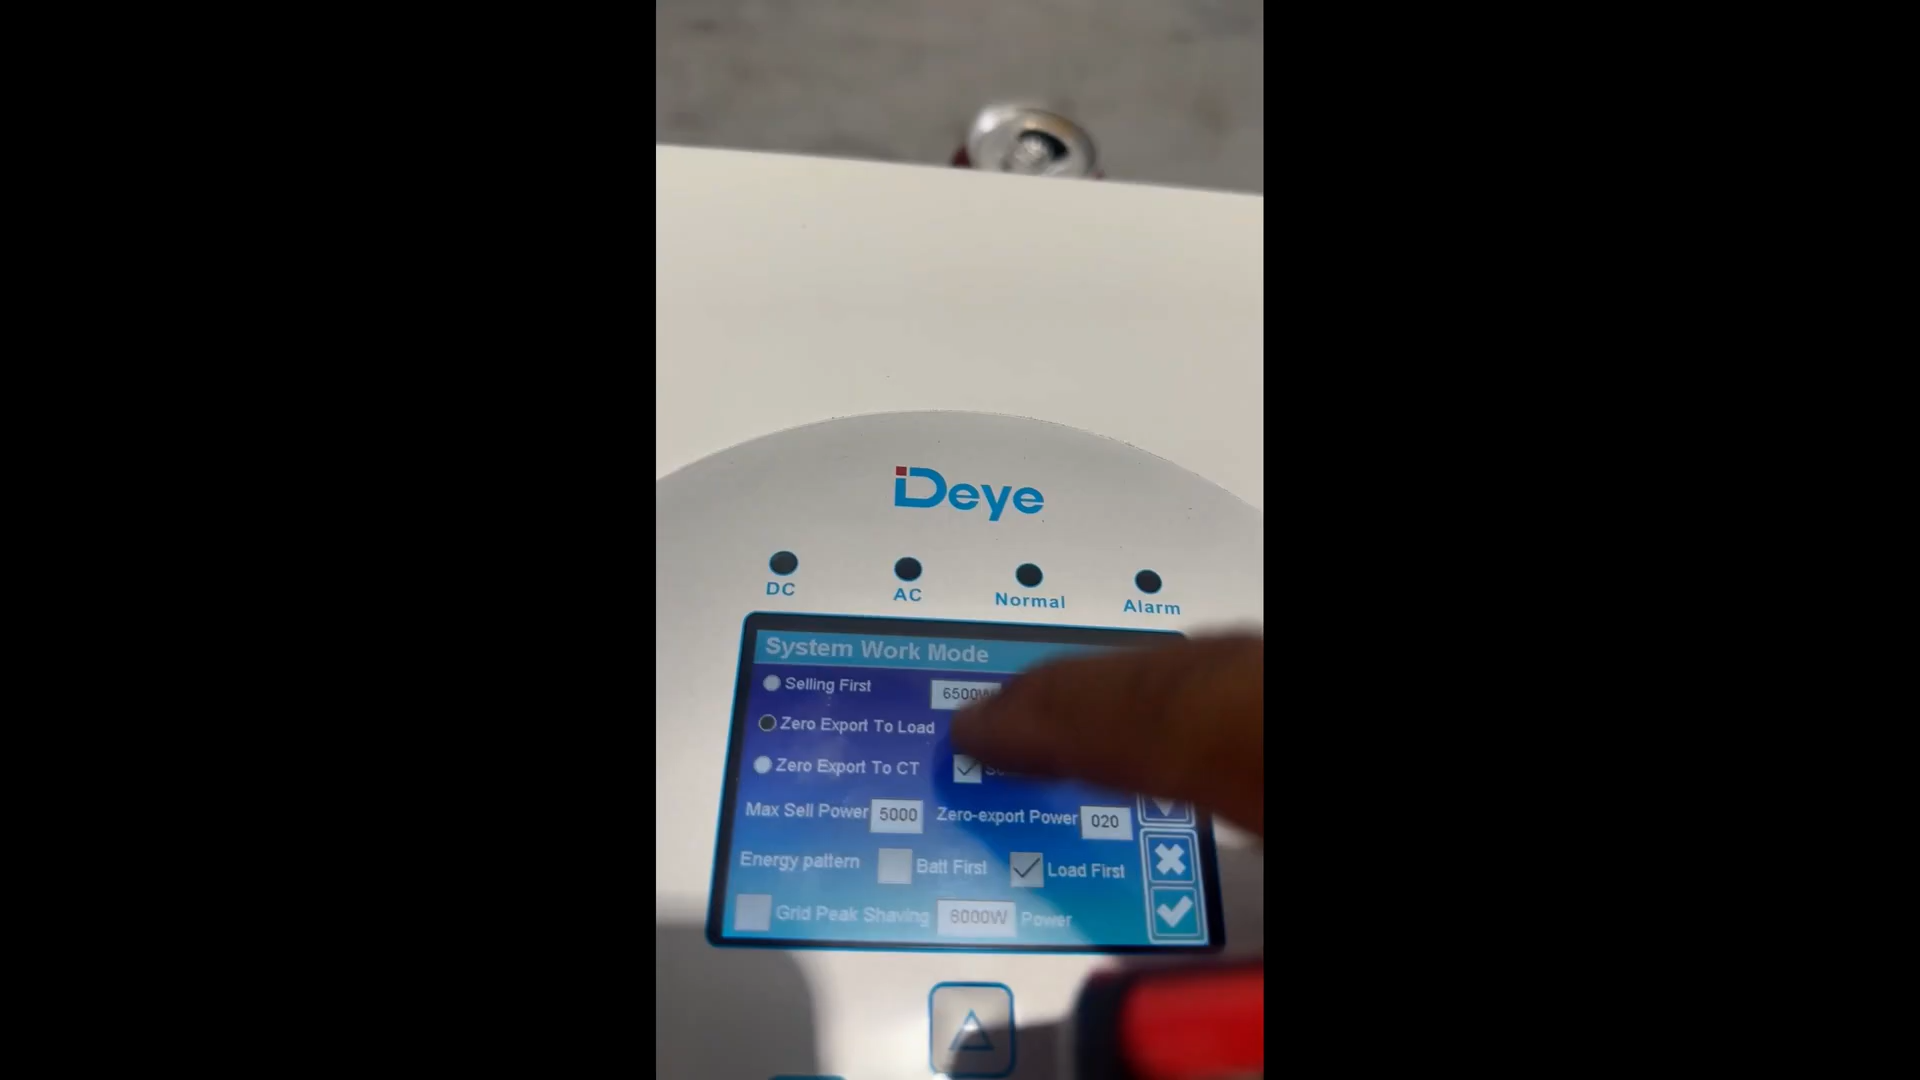 Deye
DC AC Normal Alarm
System Work Mode
Selling First 6500W
Zero Export To Load
Zero Export To CT
Max Sell Power 5000 Zero-export Power 020
Energy pattern Batt First Load First
Grid Peak Shaving 8000W Power